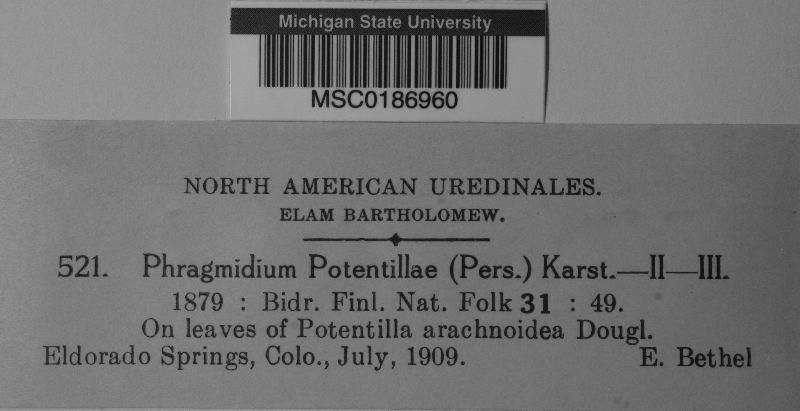 Michigan State University
MSC0186960
NORTH AMERICAN UREDINALES.
ELAM BARTHOLOMEW.
521. Phragmidium Potentillae (Pers.) Karst.—II—III.
1879 : Bidr. Finl. Nat. Folk 31 : 49.
On leaves of Potentilla arachnoidea Dougl.
Eldorado Springs, Colo., July, 1909. E. Bethel